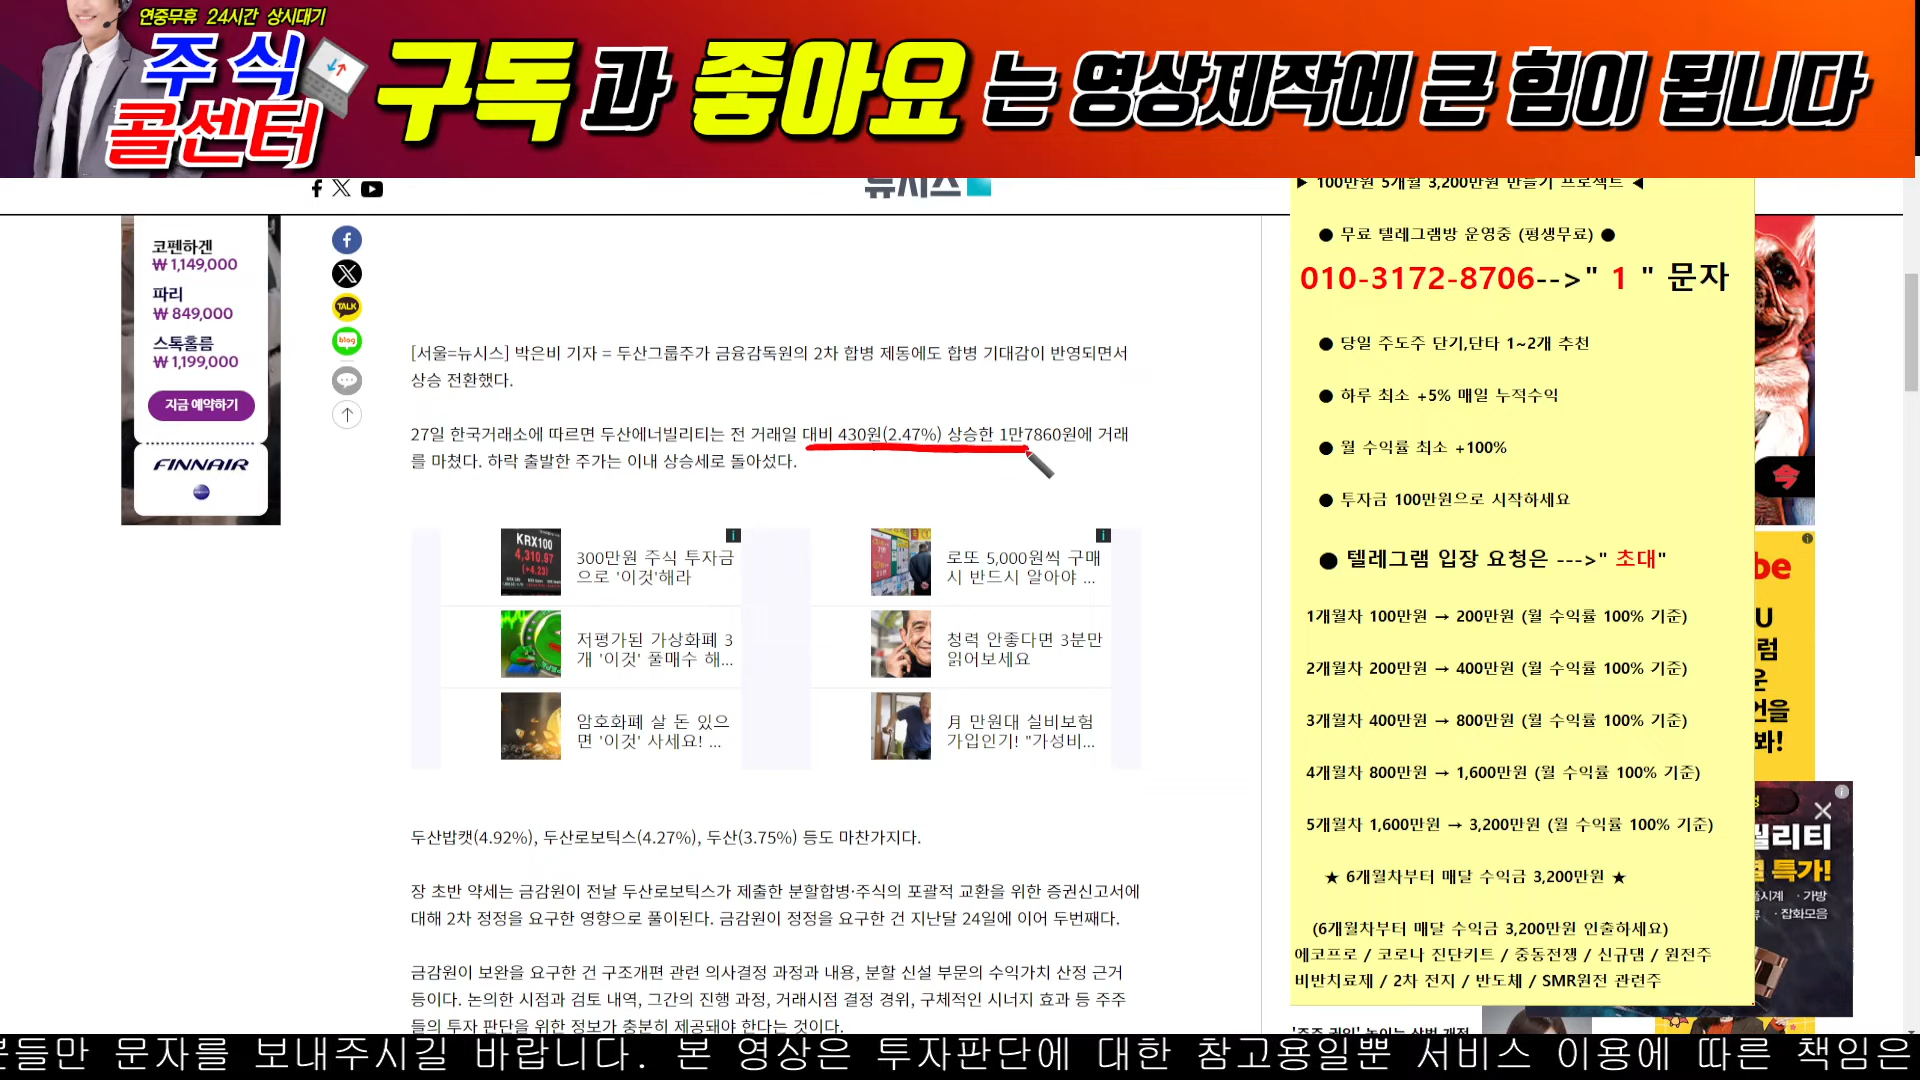 연중무휴 24시간 상시대기
주식
콜센터
구독과 좋아요는 영상제작에 큰 힘이 됩니다
뉴시스
코펜하겐
₩ 1,149,000
파리
₩ 849,000
스톡홀름
₩ 1,199,000
지금 예약하기
FINNAIR
TALK
blog
[서울=뉴시스] 박은비 기자 = 두산그룹주가 금융감독원의 2차 합병 제동에도 합병 기대감이 반영되면서
상승 전환했다.
27일 한국거래소에 따르면 두산에너빌리티는 전 거래일 대비 430원(2.47%) 상승한 1만7860원에 거래
를 마쳤다. 하락 출발한 주가는 이내 상승세로 돌아섰다.
KRX100
4,310.97
(+4.23)
300만원 주식 투자금
으로 '이것'해라
로또 5,000원씩 구매
시 반드시 알아야 ...
저평가된 가상화폐 3
개 '이것' 풀매수 해...
청력 안좋다면 3분만
읽어보세요
암호화폐 살 돈 있으
면 '이것' 사세요! ...
月 만원대 실비보험
가입인기! "가성비...
두산밥캣(4.92%), 두산로보틱스(4.27%), 두산(3.75%) 등도 마찬가지다.
장 초반 약세는 금감원이 전날 두산로보틱스가 제출한 분할합병·주식의 포괄적 교환을 위한 증권신고서에
대해 2차 정정을 요구한 영향으로 풀이된다. 금감원이 정정을 요구한 건 지난달 24일에 이어 두번째다.
금감원이 보완을 요구한 건 구조개편 관련 의사결정 과정과 내용, 분할 신설 부문의 수익가치 산정 근거
등이다. 논의한 시점과 검토 내역, 그간의 진행 과정, 거래시점 결정 경위, 구체적인 시너지 효과 등 주주
들의 투자 판단을 위한 정보가 충분히 제공돼야 한다는 것이다.
▶ 100만원 5개월 3,200만원 만들기 프로젝트 ◀
● 무료 텔레그램방 운영중 (평생무료) ●
010-3172-8706-->" 1 " 문자
● 당일 주도주 단기,단타 1~2개 추천
● 하루 최소 +5% 매일 누적수익
● 월 수익률 최소 +100%
● 투자금 100만원으로 시작하세요
● 텔레그램 입장 요청은 --->" 초대"
1개월차 100만원 → 200만원 (월 수익률 100% 기준)
2개월차 200만원 → 400만원 (월 수익률 100% 기준)
3개월차 400만원 → 800만원 (월 수익률 100% 기준)
4개월차 800만원 → 1,600만원 (월 수익률 100% 기준)
5개월차 1,600만원 → 3,200만원 (월 수익률 100% 기준)
★ 6개월차부터 매달 수익금 3,200만원 ★
(6개월차부터 매달 수익금 3,200만원 인출하세요)
에코프로 / 코로나 진단키트 / 중동전쟁 / 신규댐 / 원전주
비반치료제 / 2차 전지 / 반도체 / SMR원전 관련주
be
U
럼
봐!
특가!
· 가방
· 잡화모음
분들만 문자를 보내주시길 바랍니다. 본 영상은 투자판단에 대한 참고용일뿐 서비스 이용에 따른 책임은